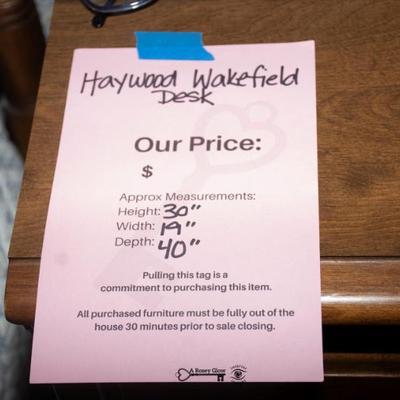 Haywood Wakefield
Desk
Our Price:
$
Approx Measurements:
Height: 30"
Width: 19"
Depth: 40"
Pulling this tag is a
commitment to purchasing this item.
All purchased furniture must be fully out of the
house 30 minutes prior to sale closing.
A Rosey Glow